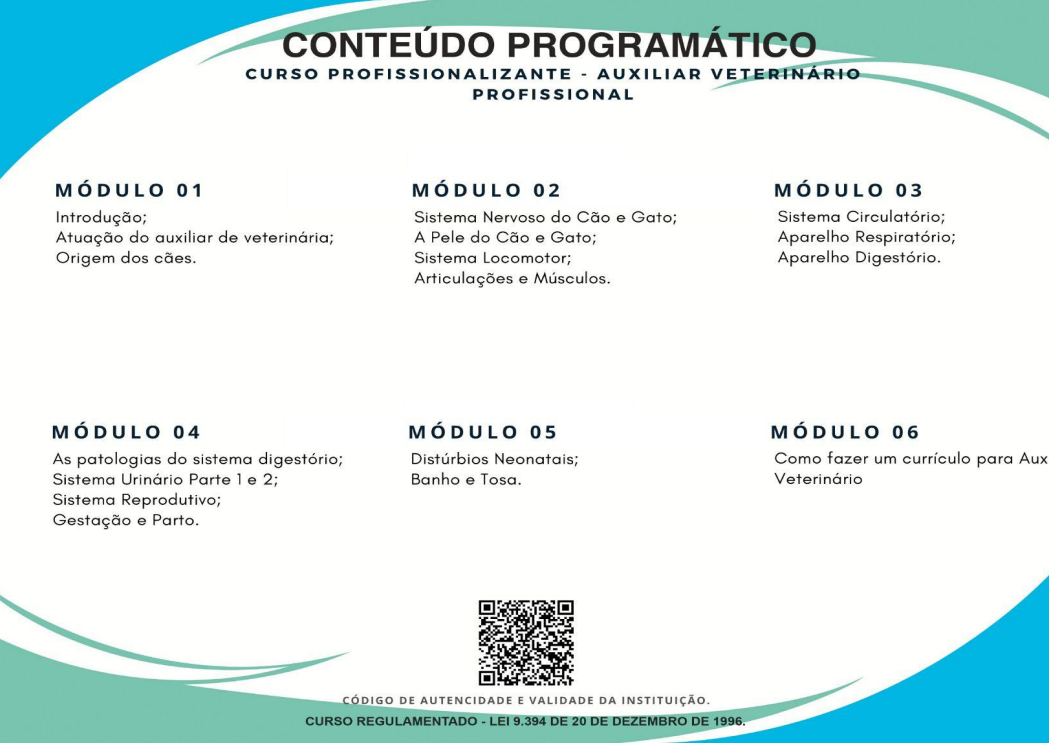 CONTEÚDO PROGRAMÁTICO
CURSO PROFISSIONALIZANTE - AUXILIAR VETERINÁRIO
PROFISSIONAL
MÓDULO 01
Introdução;
Atuação do auxiliar de veterinária;
Origem dos cães.
MÓDULO 02
Sistema Nervoso do Cão e Gato;
A Pele do Cão e Gato;
Sistema Locomotor;
Articulações e Músculos.
MÓDULO 03
Sistema Circulatório;
Aparelho Respiratório;
Aparelho Digestório.
MÓDULO 04
As patologias do sistema digestório;
Sistema Urinário Parte 1 e 2;
Sistema Reprodutivo;
Gestação e Parto.
MÓDULO 05
Distúrbios Neonatais;
Banho e Tosa.
MÓDULO 06
Como fazer um currículo para Aux
Veterinário
CÓDIGO DE AUTENCIDADE E VALIDADE DA INSTITUIÇÃO.
CURSO REGULAMENTADO - LEI 9.394 DE 20 DE DEZEMBRO DE 1996.